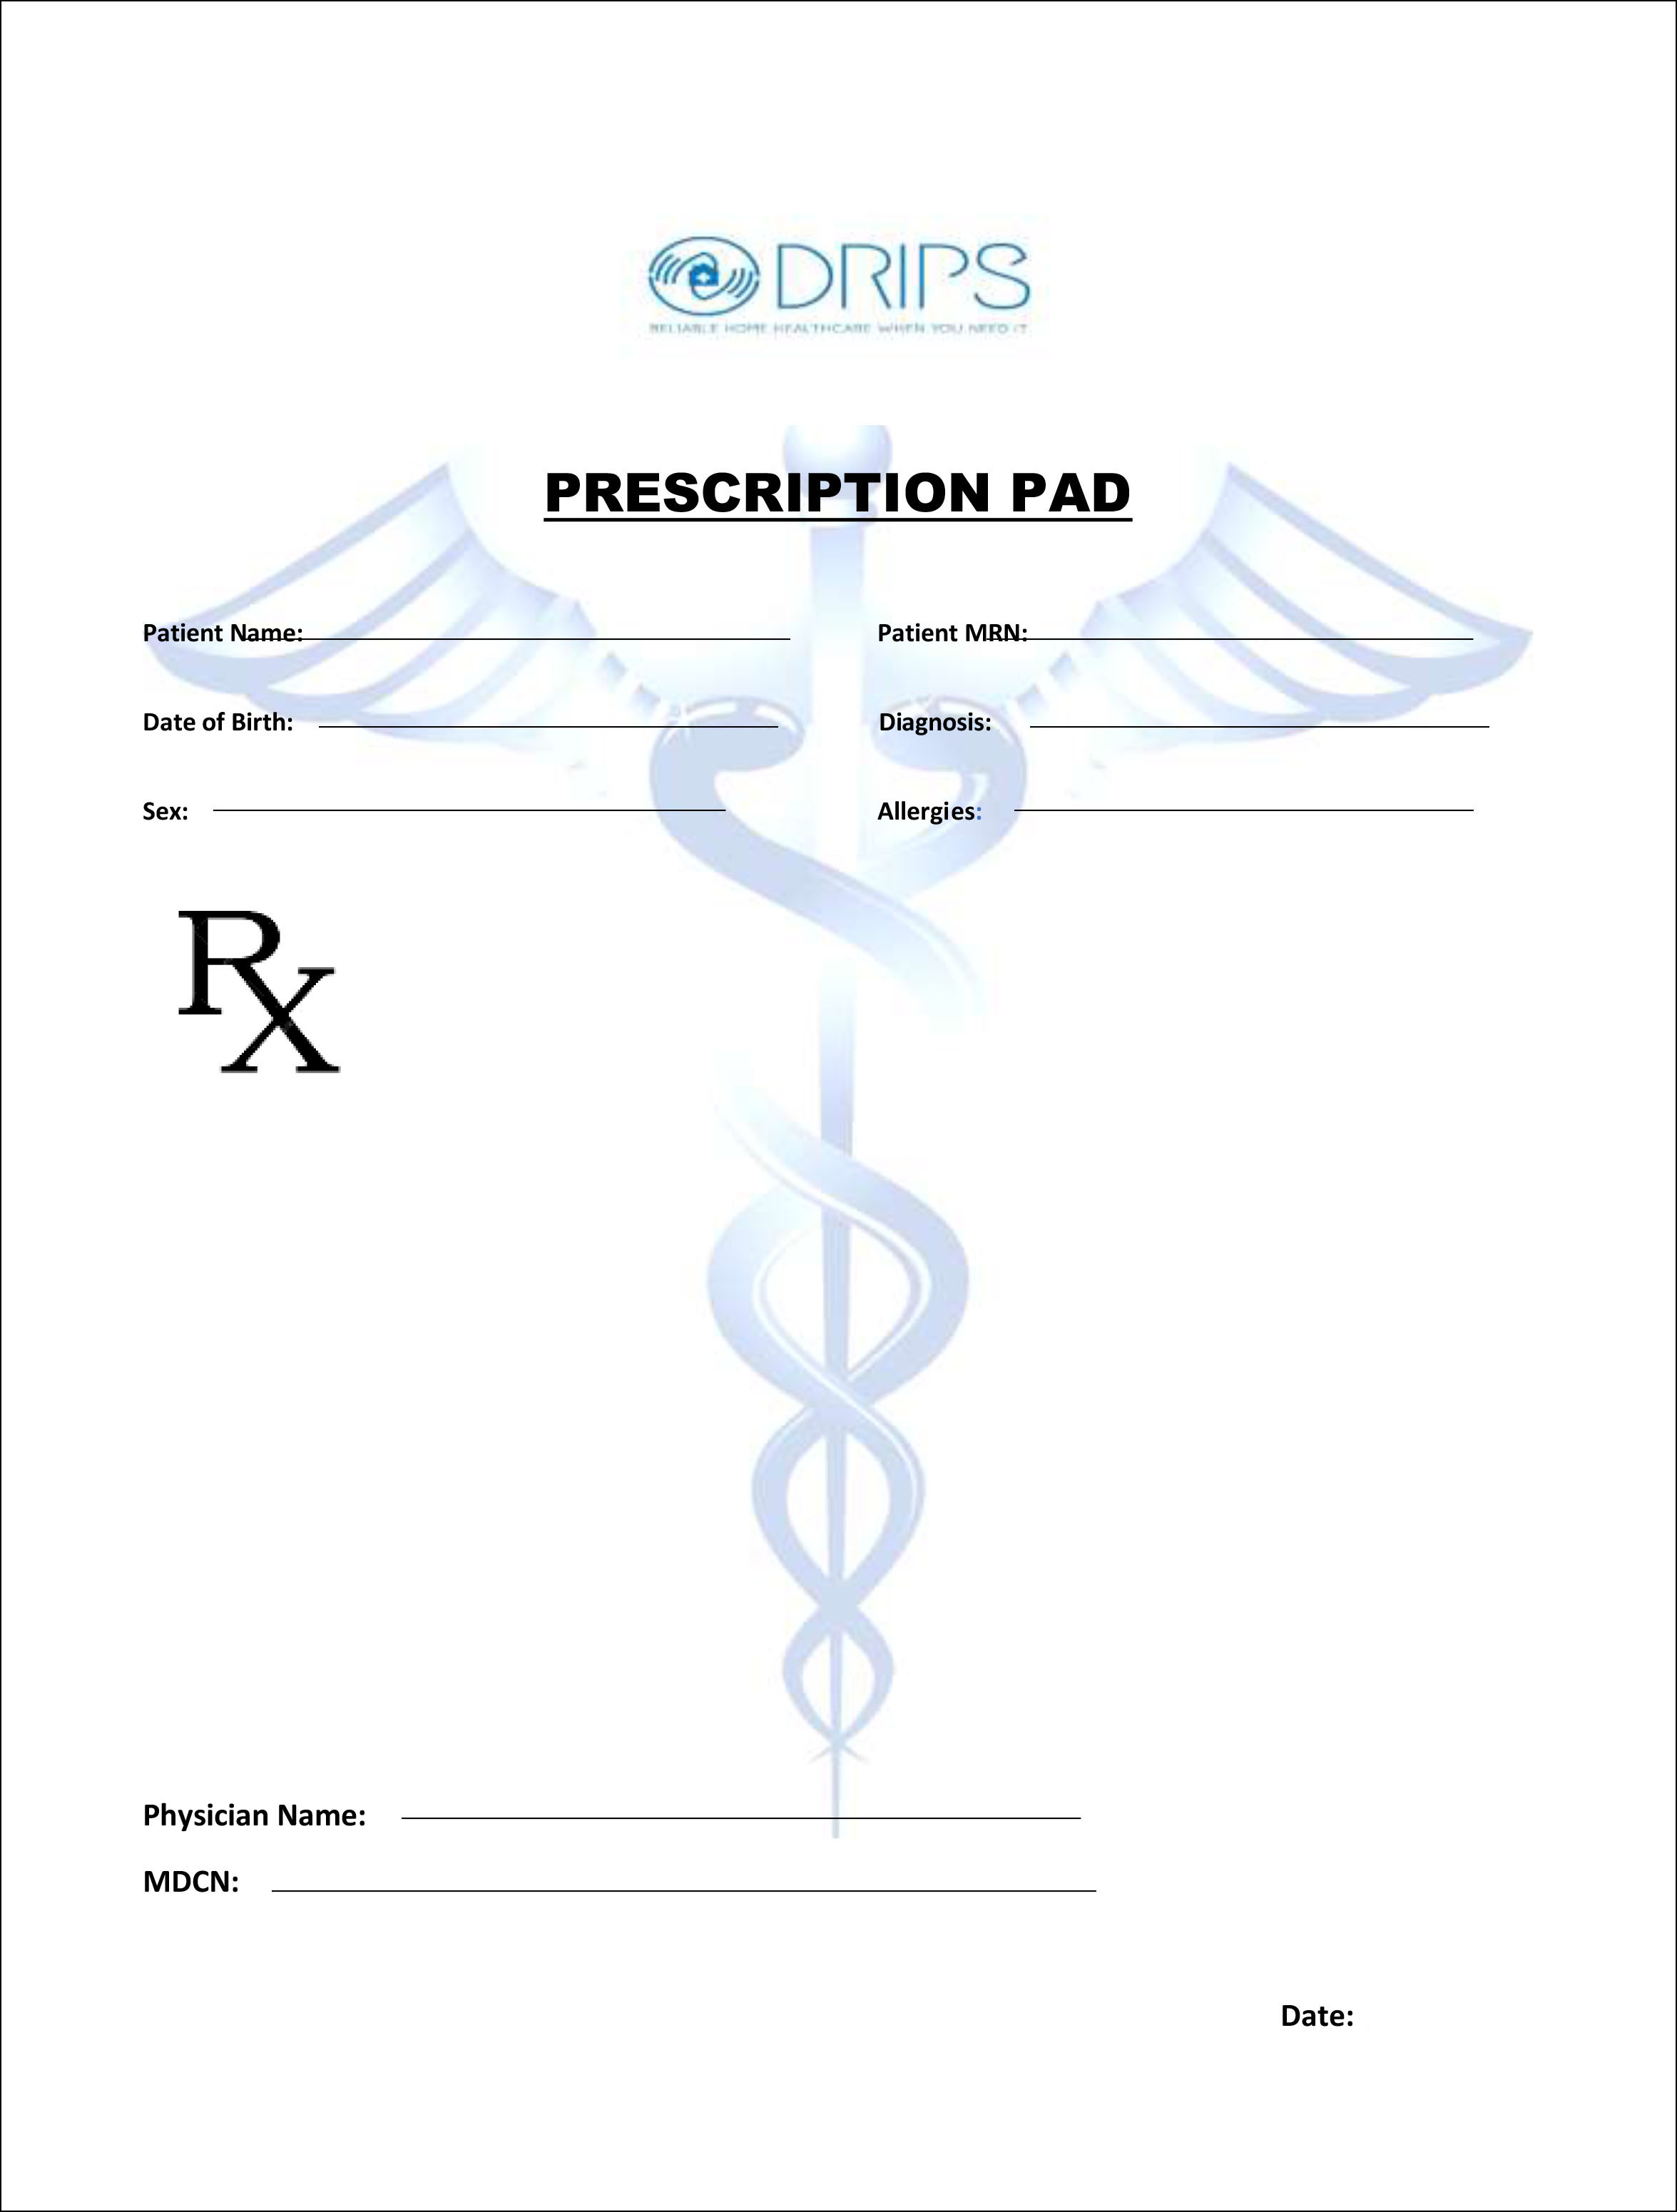 DRIPS
RELIABLE HOME HEALTHCARE WHEN YOU NEED IT
PRESCRIPTION PAD
Patient Name: Patient MRN:
Date of Birth: Diagnosis:
Sex: Allergies:
Rx
Physician Name:
MDCN:
Date: